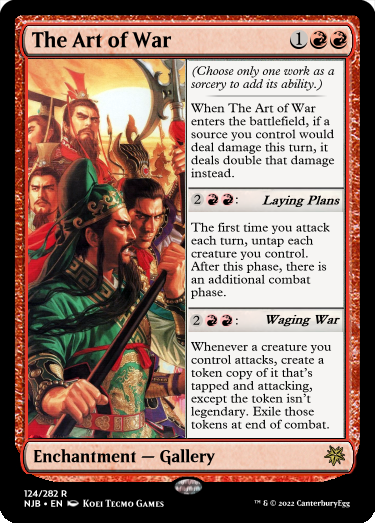 The Art of War 1
(Choose only one work as a
sorcery to add its ability.)
When The Art of War
enters the battlefield, if a
source you control would
deal damage this turn, it
deals double that damage
instead.
2 R R: Laying Plans
The first time you attack
each turn, untap each
creature you control.
After this phase, there is
an additional combat
phase.
2 R R: Waging War
Whenever a creature you
control attacks, create a
token copy of it that's
tapped and attacking,
except the token isn't
legendary. Exile those
tokens at end of combat.
Enchantment — Gallery
124/282 R
NJB • EN Koei Tecmo Games
™ & © 2022 CanterburyEgg